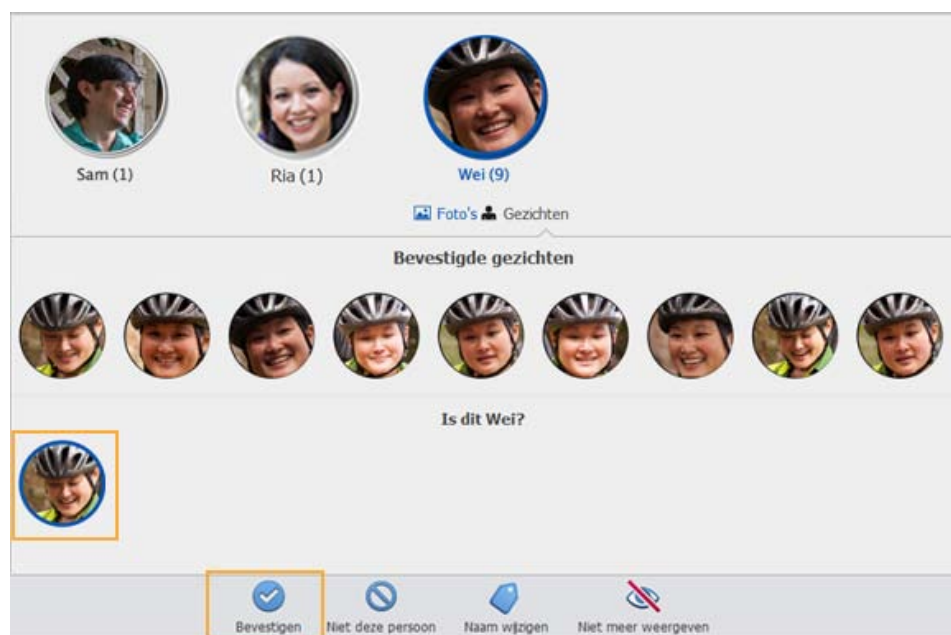 Sam (1) Ria (1) Wei (9)
Foto's Gezichten
Bevestigde gezichten
Is dit Wei?
Bevestigen Niet deze persoon Naam wijzigen Niet meer weergeven